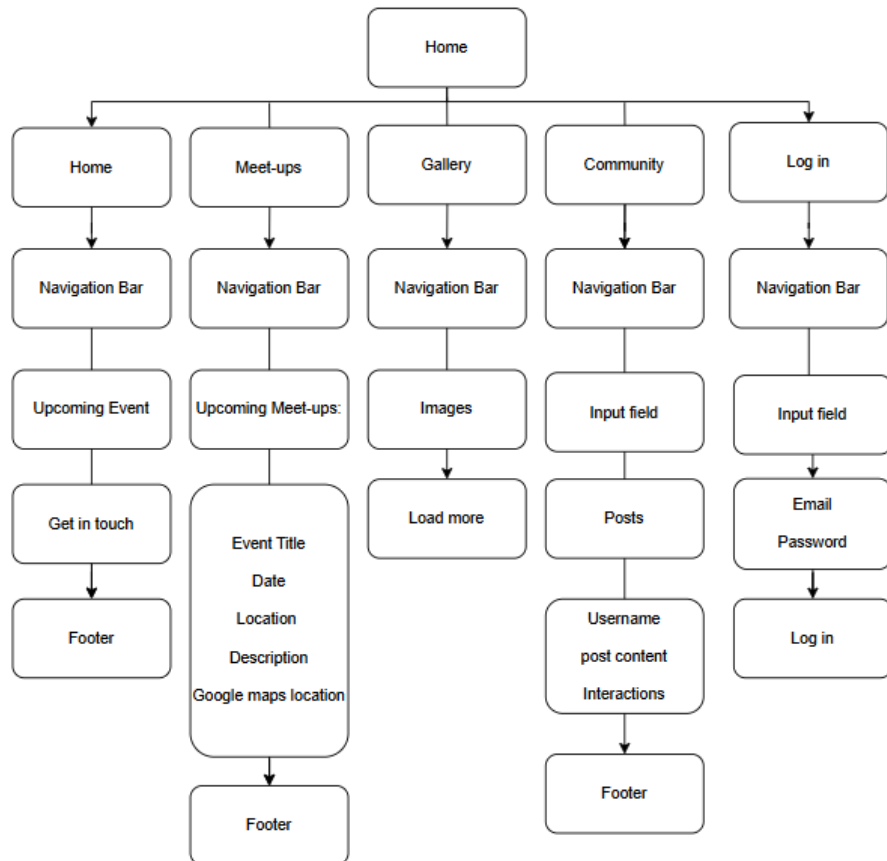 Home
Home
Meet-ups
Gallery
Community
Log in
Navigation Bar
Navigation Bar
Navigation Bar
Navigation Bar
Navigation Bar
Upcoming Event
Upcoming Meet-ups:
Images
Input field
Input field
Get in touch
Event Title
Date
Location
Description
Google maps location
Load more
Posts
Email
Password
Footer
Username
post content
Interactions
Log in
Footer
Footer